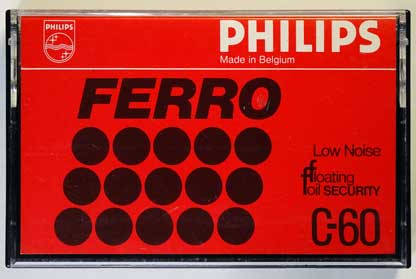 PHILIPS
PHILIPS
Made in Belgium
FERRO
Low Noise
floating
foil SECURITY
C-60